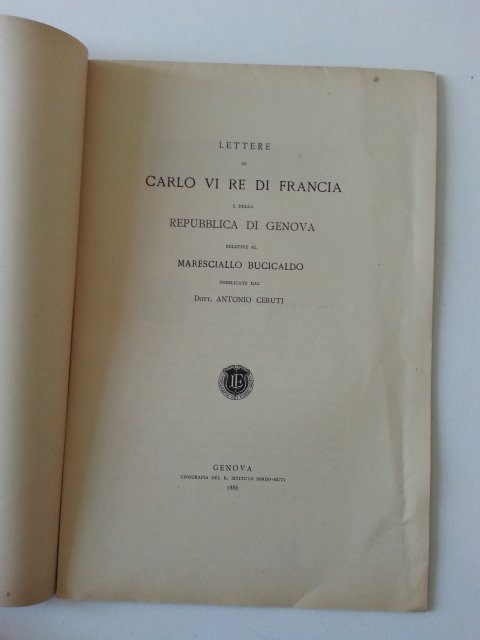 LETTERE
DI
CARLO VI RE DI FRANCIA
E DELLA
REPUBBLICA DI GENOVA
RELATIVE AL
MARESCIALLO BUCICALDO
PUBBLICATE DAL
DOTT. ANTONIO CERUTI
GENOVA
TIPOGRAFIA DEL R. ISTITUTO SORDO-MUTI
1886